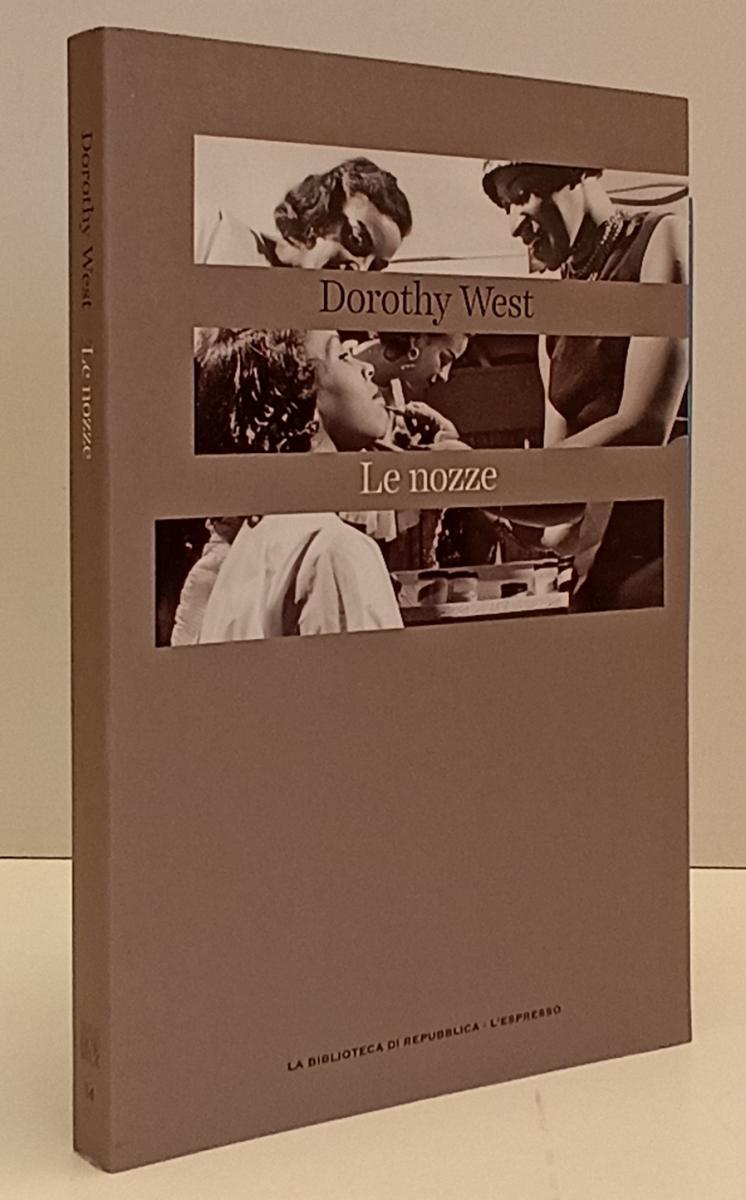 Dorothy West
Le nozze
LA BIBLIOTECA DI REPUBBLICA - L'ESPRESSO
Dorothy West Le nozze